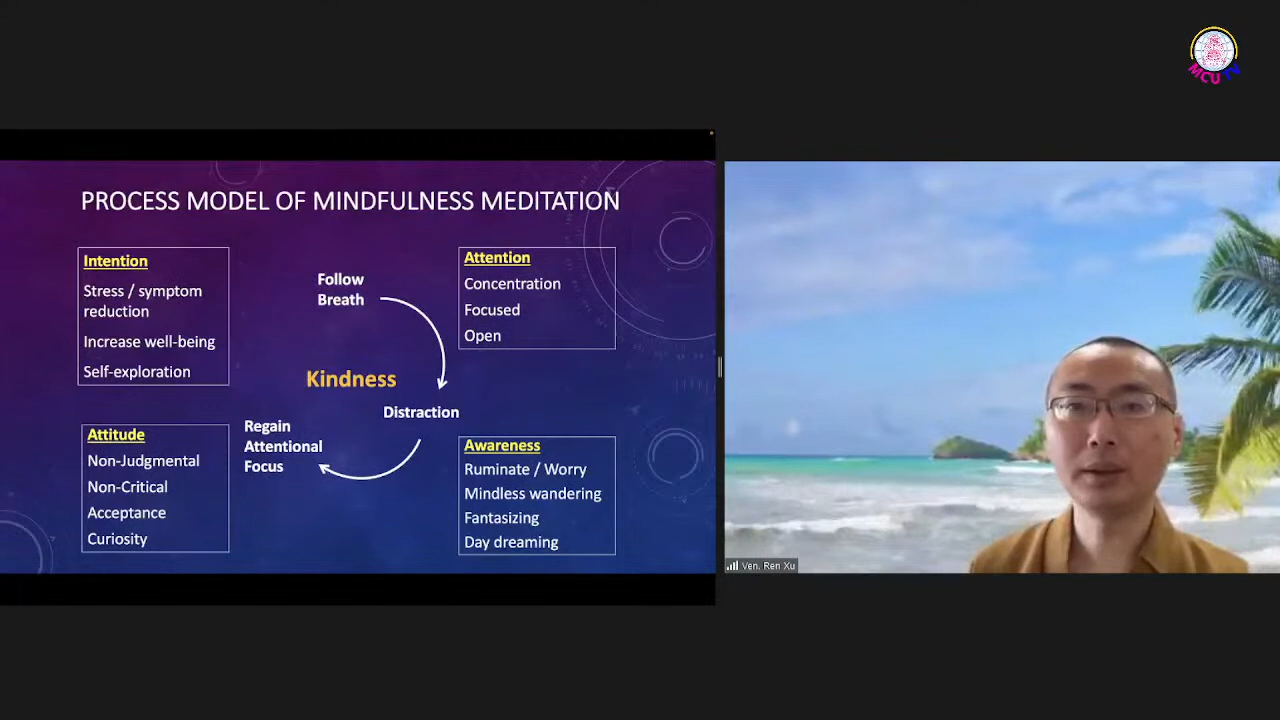 MCU TV
PROCESS MODEL OF MINDFULNESS MEDITATION
Intention
Stress / symptom
reduction
Increase well-being
Self-exploration
Follow
Breath
Attention
Concentration
Focused
Open
Kindness
Distraction
Regain
Attentional
Focus
Attitude
Non-Judgmental
Non-Critical
Acceptance
Curiosity
Awareness
Ruminate / Worry
Mindless wandering
Fantasizing
Day dreaming
Ven. Ren Xu